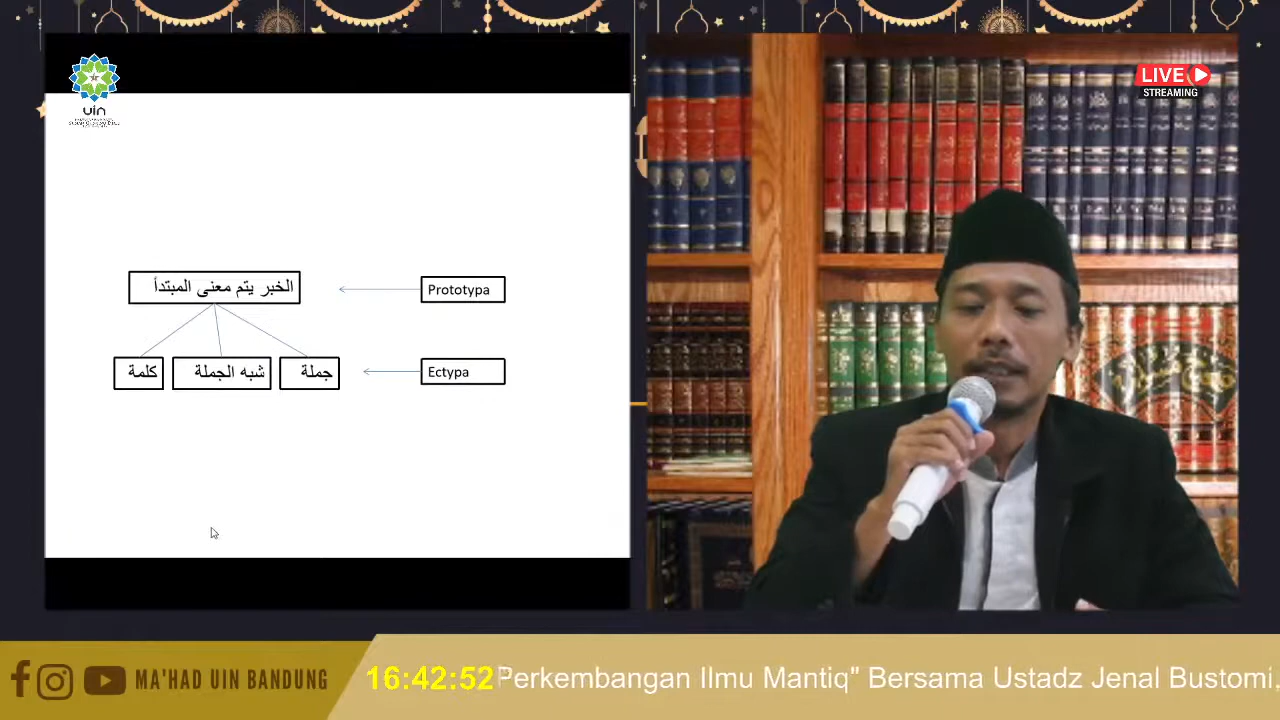 uin
LIVE
STREAMING
الخبر يتم معنى المبتدأ
Prototypa
جملة
شبه الجملة
كلمة
Ectypa
MA'HAD UIN BANDUNG
16:42:52
Perkembangan Ilmu Mantiq" Bersama Ustadz Jenal Bustomi.